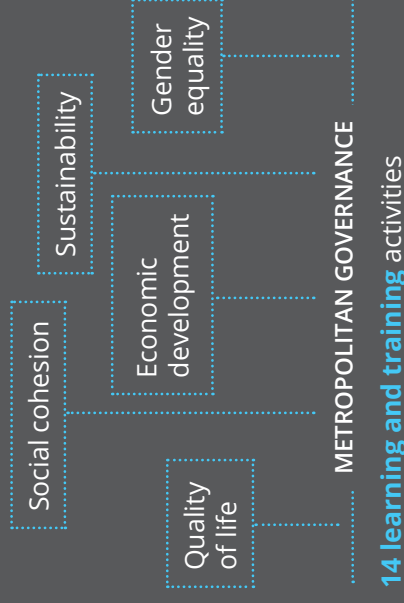 Quality
of life
Social cohesion
Economic
development
Sustainability
Gender
equality
METROPOLITAN GOVERNANCE
14 learning and training activities